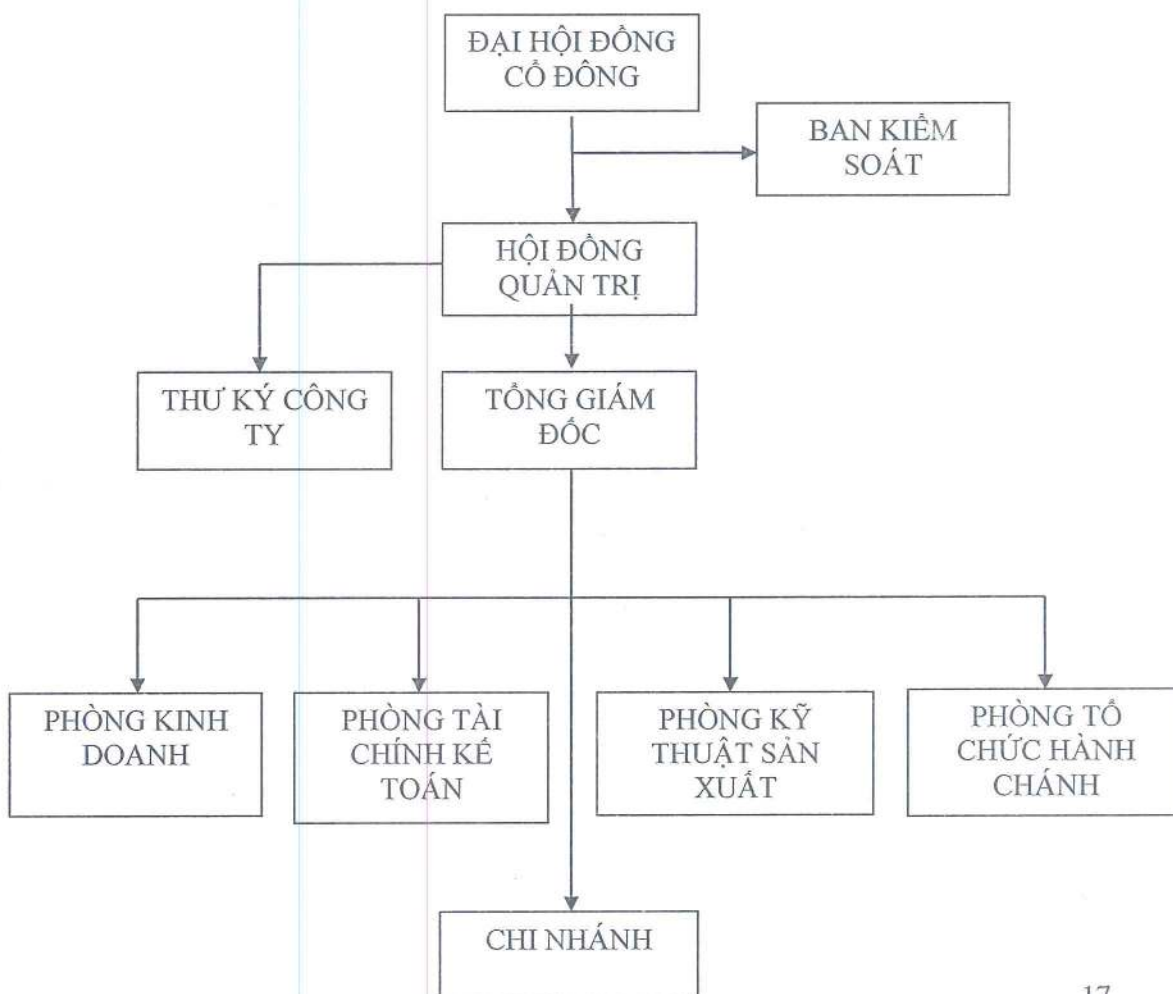 ĐẠI HỘI ĐỒNG
CỔ ĐÔNG
BAN KIỂM
SOÁT
HỘI ĐỒNG
QUẢN TRỊ
THƯ KÝ CÔNG
TY
TỔNG GIÁM
ĐỐC
PHÒNG KINH
DOANH
PHÒNG TÀI
CHÍNH KẾ
TOÁN
PHÒNG KỸ
THUẬT SẢN
XUẤT
PHÒNG TỔ
CHỨC HÀNH
CHÁNH
CHI NHÁNH
17